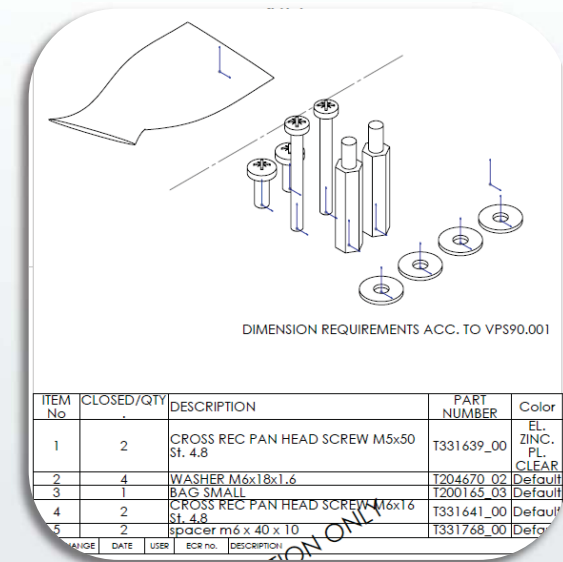 DIMENSION REQUIREMENTS ACC. TO VPS90.001
ITEM No CLOSED/QTY. DESCRIPTION PART NUMBER Color
1 2 CROSS REC PAN HEAD SCREW M5x50 St. 4.8 T331639_00 EL. ZINC. PL. CLEAR
2 4 WASHER M6x18x1.6 T204670_02 Default
3 1 BAG SMALL T200165_03 Default
4 2 CROSS REC PAN HEAD SCREW M6x16 St. 4.8 T331641_00 Default
5 2 spacer m6 x 40 x 10 T331768_00
DATE USER ECR no. DESCRIPTION
ONLY